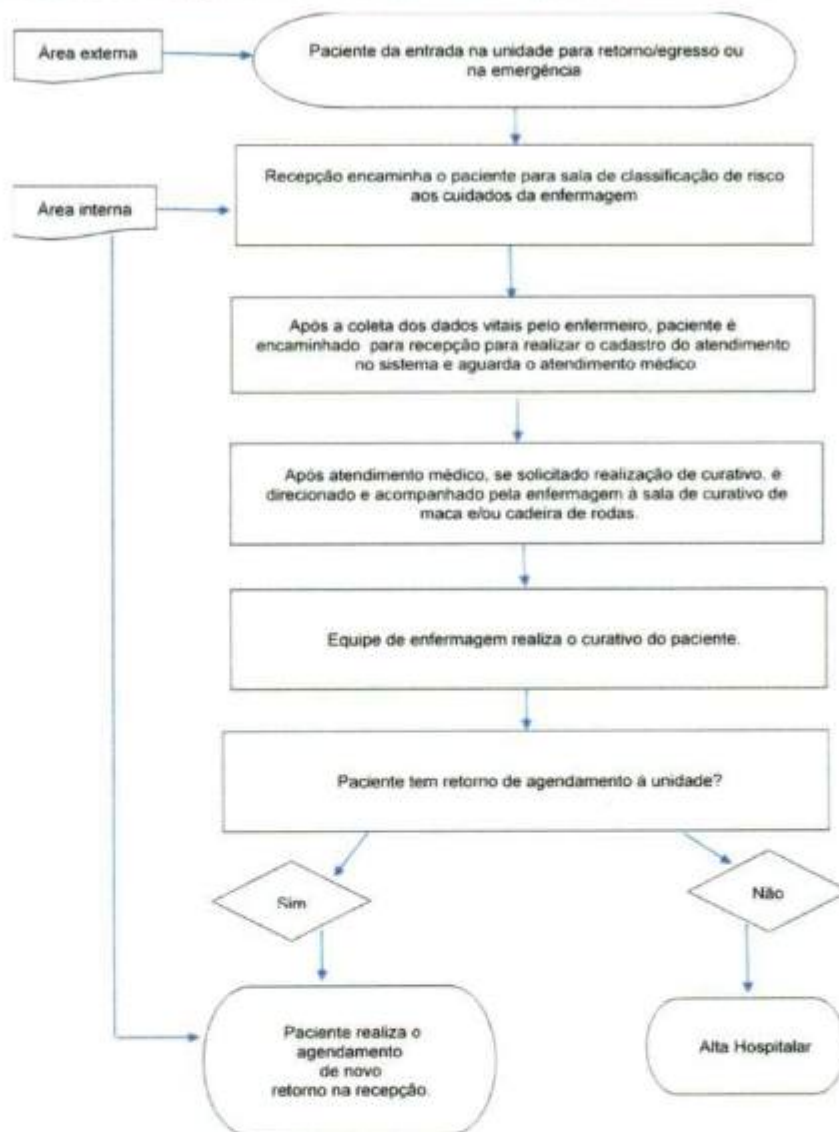 Área externa
Paciente da entrada na unidade para retorno/egresso ou
na emergência
Recepção encaminha o paciente para sala de classificação de risco
aos cuidados da enfermagem
Área interna
Após a coleta dos dados vitais pelo enfermeiro, paciente é
encaminhado para recepção para realizar o cadastro do atendimento
no sistema e aguarda o atendimento médico
Após atendimento médico, se solicitado realização de curativo, e
direcionado e acompanhado pela enfermagem à sala de curativo de
maca e/ou cadeira de rodas.
Equipe de enfermagem realiza o curativo do paciente.
Paciente tem retorno de agendamento à unidade?
Sim
Não
Paciente realiza o
agendamento
de novo
retorno na recepção.
Alta Hospitalar